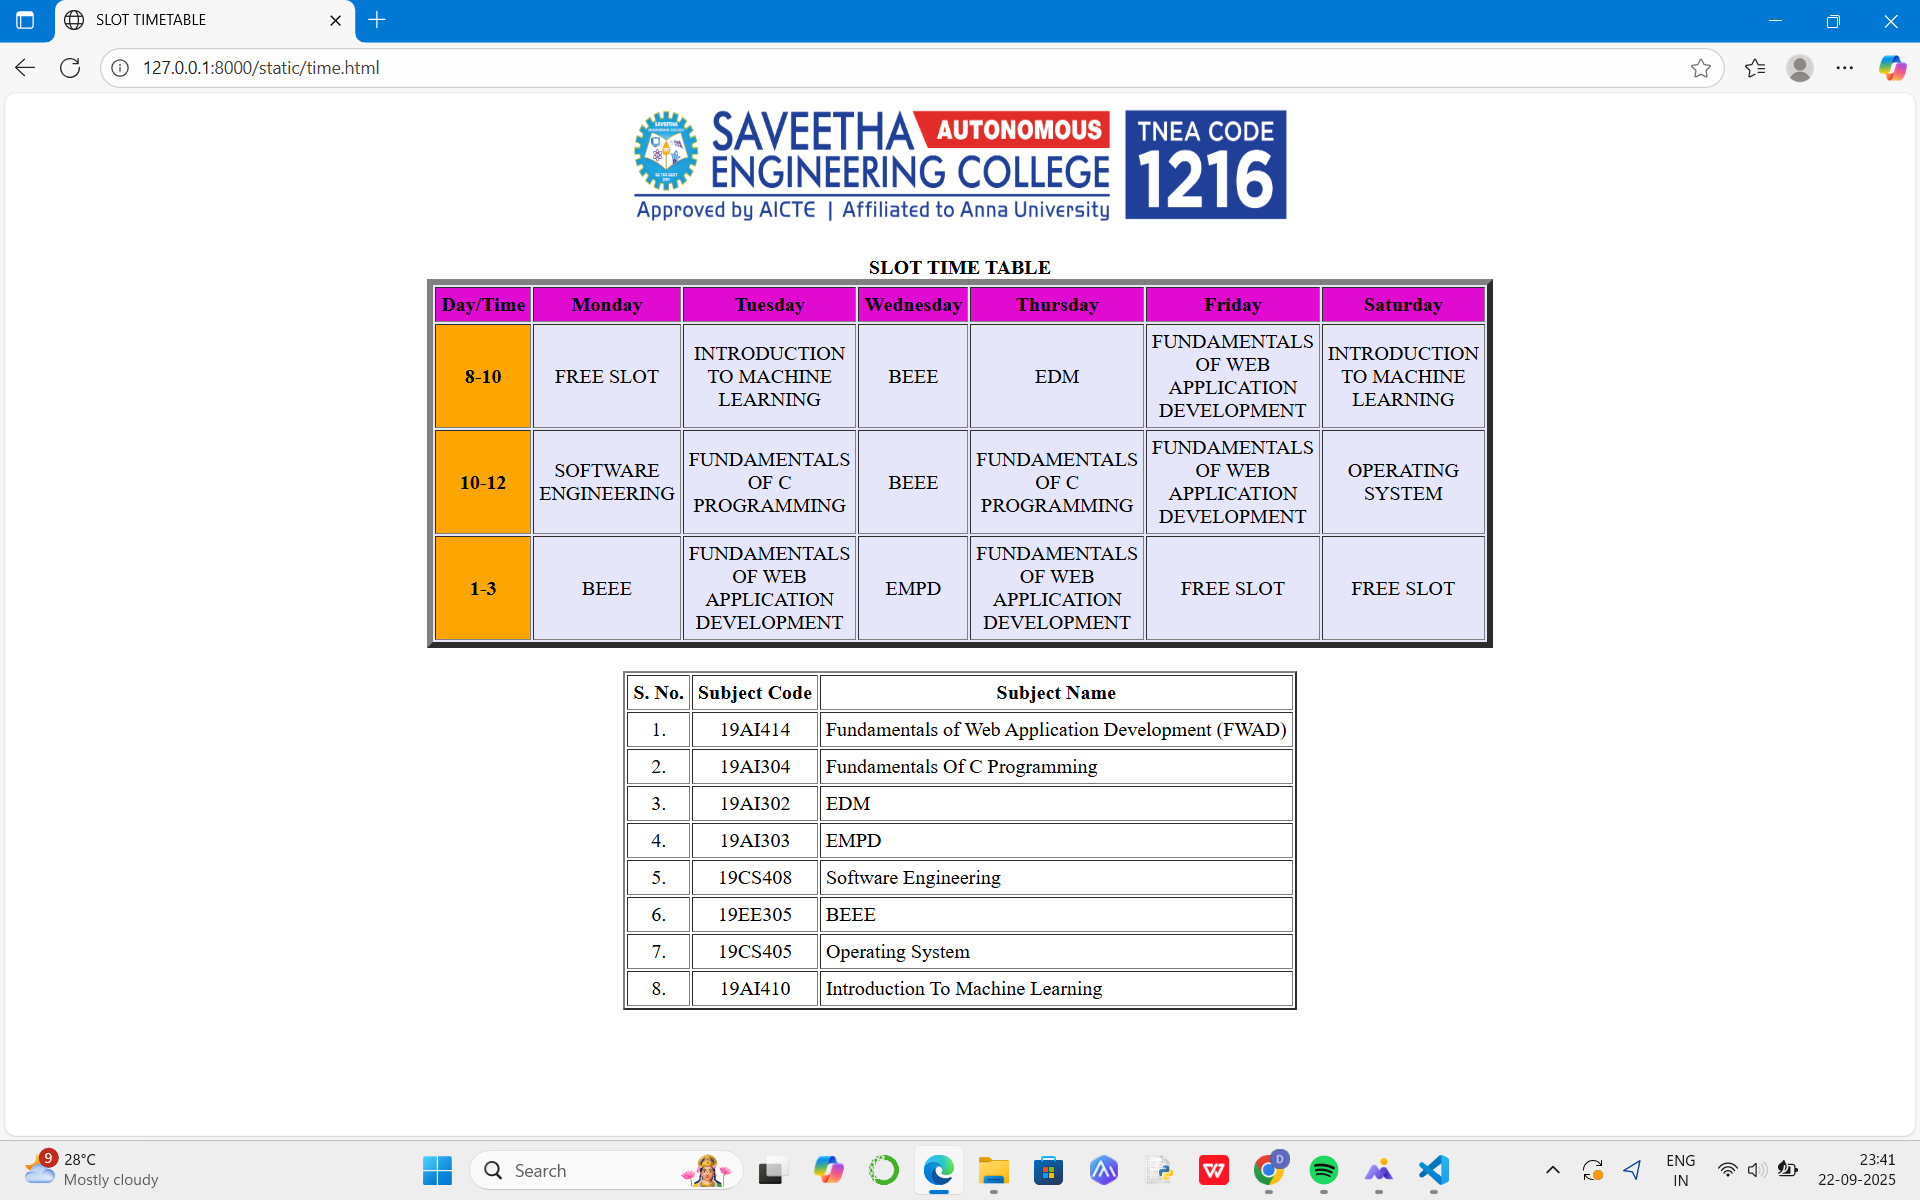 SLOT TIMETABLE
127.0.0.1:8000/static/time.html
SAVEETHA AUTONOMOUS
ENGINEERING COLLEGE
Approved by AICTE | Affiliated to Anna University
TNEA CODE
1216
SLOT TIME TABLE
Day/Time Monday Tuesday Wednesday Thursday Friday Saturday
8-10
FREE SLOT
INTRODUCTION
TO MACHINE
LEARNING
BEEE
EDM
FUNDAMENTALS
OF WEB
APPLICATION
DEVELOPMENT
INTRODUCTION
TO MACHINE
LEARNING
10-12
SOFTWARE
ENGINEERING
FUNDAMENTALS
OF C
PROGRAMMING
BEEE
FUNDAMENTALS
OF C
PROGRAMMING
FUNDAMENTALS
OF WEB
APPLICATION
DEVELOPMENT
OPERATING
SYSTEM
1-3
BEEE
FUNDAMENTALS
OF WEB
APPLICATION
DEVELOPMENT
EMPD
FUNDAMENTALS
OF WEB
APPLICATION
DEVELOPMENT
FREE SLOT
FREE SLOT
S. No. Subject Code Subject Name
1. 19AI414 Fundamentals of Web Application Development (FWAD)
2. 19AI304 Fundamentals Of C Programming
3. 19AI302 EDM
4. 19AI303 EMPD
5. 19CS408 Software Engineering
6. 19EE305 BEEE
7. 19CS405 Operating System
8. 19AI410 Introduction To Machine Learning
9
28°C
Mostly cloudy
Search
D
ENG
IN
23:41
22-09-2025